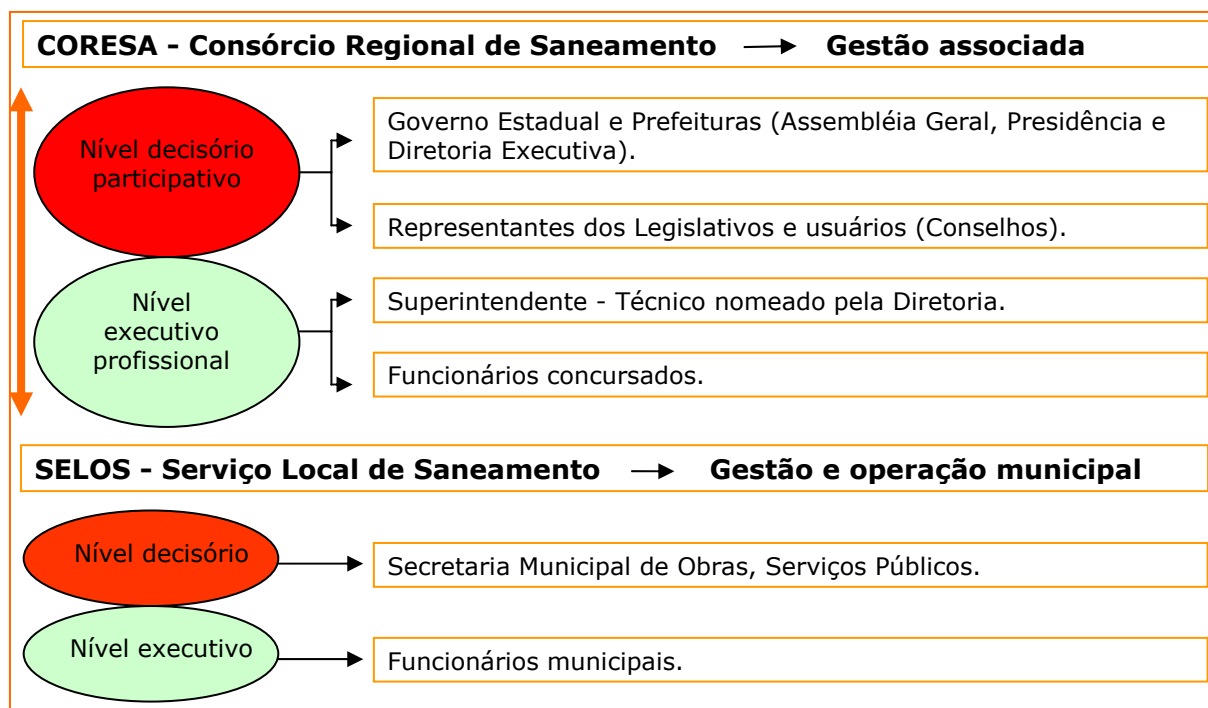 CORESA - Consórcio Regional de Saneamento → Gestão associada
Nível decisório
participativo
Governo Estadual e Prefeituras (Assembléia Geral, Presidência e
Diretoria Executiva).
Representantes dos Legislativos e usuários (Conselhos).
Nível
executivo
profissional
Superintendente - Técnico nomeado pela Diretoria.
Funcionários concursados.
SELOS - Serviço Local de Saneamento → Gestão e operação municipal
Nível decisório
Secretaria Municipal de Obras, Serviços Públicos.
Nível executivo
Funcionários municipais.